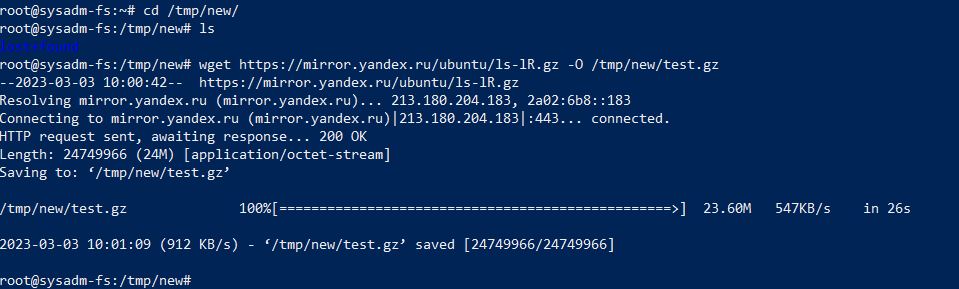 root@sysadm-fs:~# cd /tmp/new/
root@sysadm-fs:/tmp/new# ls
lost+found
root@sysadm-fs:/tmp/new# wget https://mirror.yandex.ru/ubuntu/ls-lR.gz -O /tmp/new/test.gz
--2023-03-03 10:00:42--  https://mirror.yandex.ru/ubuntu/ls-lR.gz
Resolving mirror.yandex.ru (mirror.yandex.ru)... 213.180.204.183, 2a02:6b8::183
Connecting to mirror.yandex.ru (mirror.yandex.ru)|213.180.204.183|:443... connected.
HTTP request sent, awaiting response... 200 OK
Length: 24749966 (24M) [application/octet-stream]
Saving to: ‘/tmp/new/test.gz’
/tmp/new/test.gz              100%[=================================================>]  23.60M   547KB/s    in 26s
2023-03-03 10:01:09 (912 KB/s) - ‘/tmp/new/test.gz’ saved [24749966/24749966]
root@sysadm-fs:/tmp/new#